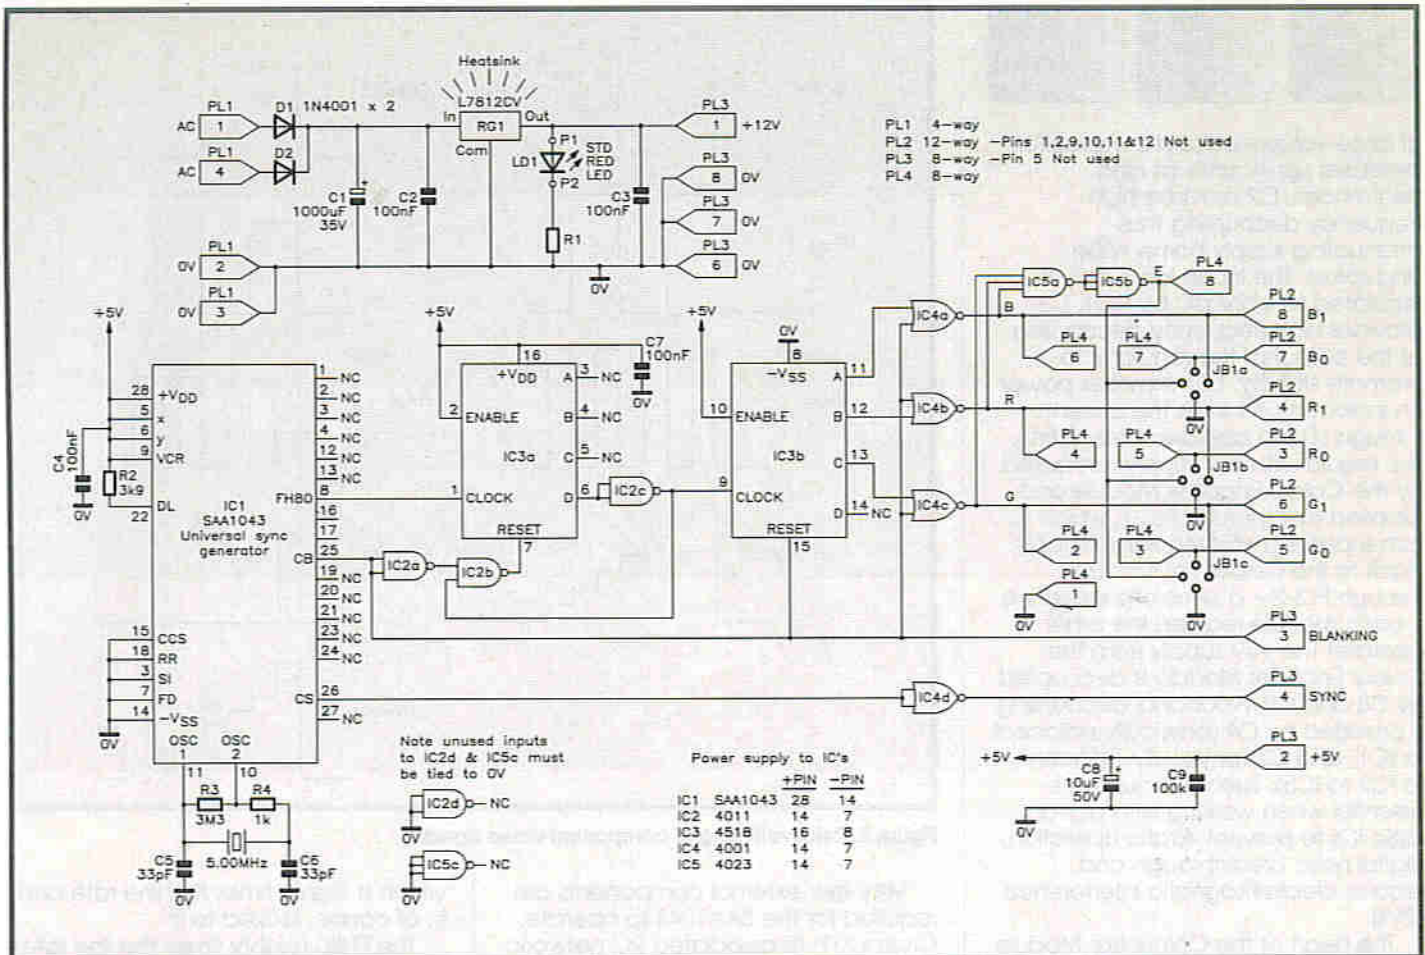 Heatsink
L7812CV
In RG1 Out
Com
PL1
AC 1
D1 1N4001 x 2
PL1
AC 4
D2
C1
1000uF
35V
C2
100nF
P1
LD1
STD
RED
LED
P2
R1
C3
100nF
PL3
1 +12V
PL3
8 0V
PL3
7 0V
PL3
6 0V
PL1
0V 2
PL1
0V 3
0V
PL1 4-way
PL2 12-way -Pins 1,2,9,10,11&12 Not used
PL3 8-way -Pin 5 Not used
PL4 8-way
+5V
C4
100nF
0V
R2
3k9
28 +VDD
5 x
6 y
9 VCR
22 DL
IC1
SAA1043
Universal sync
generator
1 NC
2 NC
3 NC
4 NC
12 NC
13 NC
FH80 8
16
17
CB 25
19 NC
20 NC
21 NC
23 NC
24 NC
CS 26
27 NC
15 CCS
18 RR
3 SI
7 FD
14 -VSS
0V
OSC 1
OSC 2
11
10
R3
3M3
R4
1k
5.00MHz
C5
33pF
C6
33pF
0V
0V
+5V
16
+VDD
2 ENABLE
IC3a
1 CLOCK
RESET
7
A 3 NC
B 4 NC
C 5 NC
D 6
C7
100nF
0V
IC2a
IC2b
IC2c
+5V
0V
8
-VSS
10 ENABLE
IC3b
9 CLOCK
RESET
15
A 11
B 12
C 13
D 14 NC
IC4a
IC4b
IC4c
IC4d
B
R
G
IC5a
IC5b
E
PL4
8
PL2
8 B1
PL4
6
PL4
7
PL2
7 B0
JB1a
0V
PL2
4 R1
PL4
4
PL4
5
PL2
3 R0
JB1b
0V
PL2
6 G1
PL4
2
PL4
3
PL2
5 G0
JB1c
0V
PL4
1
0V
PL3
3 BLANKING
PL3
4 SYNC
PL3
2 +5V
+5V
C8
10uF
50V
C9
100k
0V
Note unused inputs
to IC2d & IC5c must
be tied to 0V
IC2d NC
0V
IC5c NC
0V
Power supply to IC's
+PIN -PIN
IC1 SAA1043 28 14
IC2 4011 14 7
IC3 4518 16 8
IC4 4001 14 7
IC5 4023 14 7